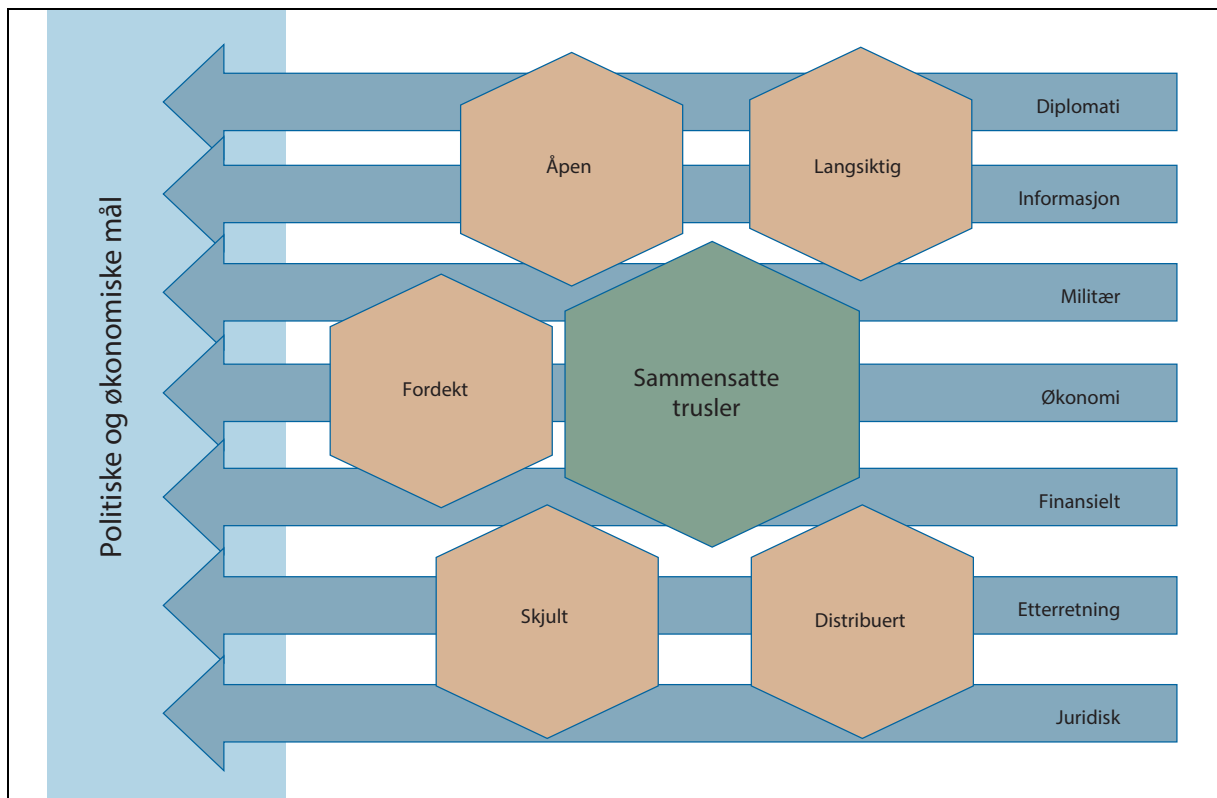 Politiske og økonomiske mål
Diplomati
Åpen
Langsiktig
Informasjon
Militær
Fordekt
Sammensatte
trusler
Økonomi
Finansielt
Skjult
Distribuert
Etterretning
Juridisk